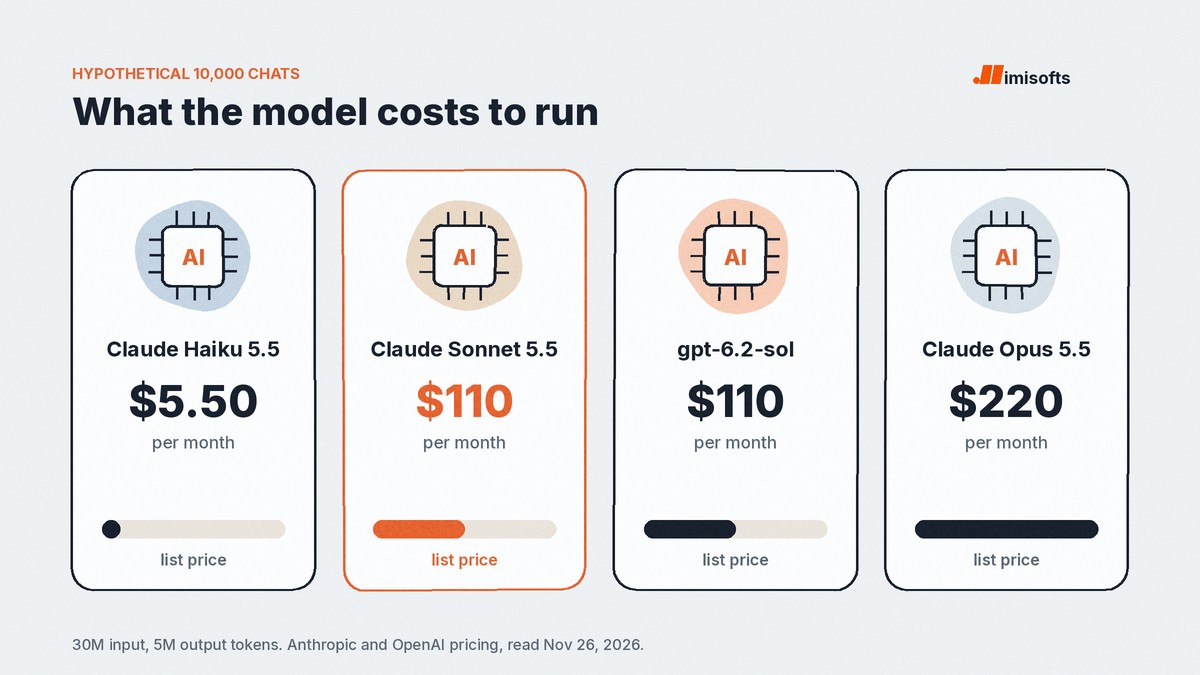 HYPOTHETICAL 10,000 CHATS
What the model costs to run
imisofts
AI
Claude Haiku 5.5
$5.50
per month
list price
AI
Claude Sonnet 5.5
$110
per month
list price
AI
gpt-6.2-sol
$110
per month
list price
AI
Claude Opus 5.5
$220
per month
list price
30M input, 5M output tokens. Anthropic and OpenAI pricing, read Nov 26, 2026.